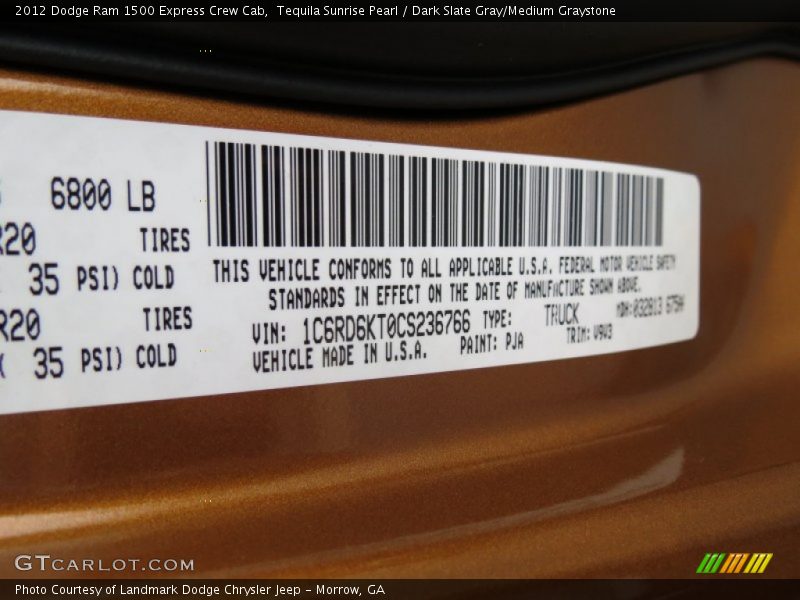 2012 Dodge Ram 1500 Express Crew Cab,  Tequila Sunrise Pearl / Dark Slate Gray/Medium Graystone
6800 LB
R20 TIRES
35 PSI) COLD
R20 TIRES
( 35 PSI) COLD
THIS VEHICLE CONFORMS TO ALL APPLICABLE U.S.A. FEDERAL MOTOR VEHICLE SAFETY
STANDARDS IN EFFECT ON THE DATE OF MANUFACTURE SHOWN ABOVE.
VIN: 1C6RD6KT0CS236766 TYPE: TRUCK
VEHICLE MADE IN U.S.A. PAINT: PJA TRIM: V9V3
GTCARLOT.COM
Photo Courtesy of Landmark Dodge Chrysler Jeep - Morrow, GA